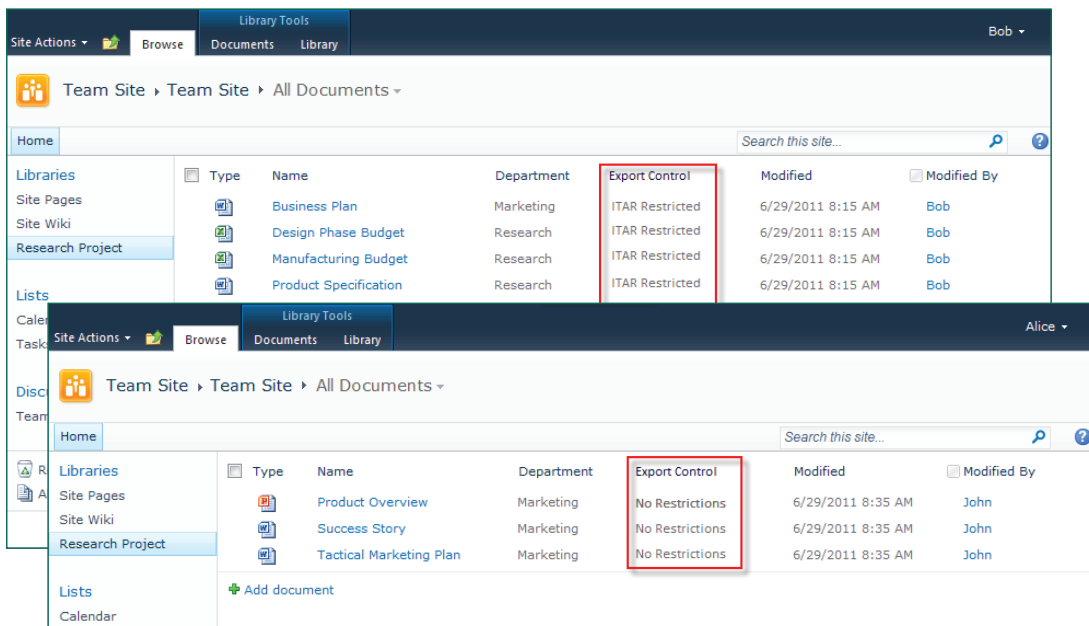 Library Tools
Bob
Site Actions Browse Documents Library
Team Site Team Site All Documents
Home Search this site...
Libraries Type Name Department Export Control Modified Modified By
Site Pages Business Plan Marketing ITAR Restricted 6/29/2011 8:15 AM Bob
Site Wiki Design Phase Budget Research ITAR Restricted 6/29/2011 8:15 AM Bob
Research Project Manufacturing Budget Research ITAR Restricted 6/29/2011 8:15 AM Bob
Product Specification Research ITAR Restricted 6/29/2011 8:15 AM Bob
Lists
Team
Library Tools
Alice
Site Actions Browse Documents Library
Team Site Team Site All Documents
Home Search this site...
Libraries Type Name Department Export Control Modified Modified By
Site Pages Product Overview Marketing No Restrictions 6/29/2011 8:35 AM John
Site Wiki Success Story Marketing No Restrictions 6/29/2011 8:35 AM John
Research Project Tactical Marketing Plan Marketing No Restrictions 6/29/2011 8:35 AM John
Lists Add document
Calendar